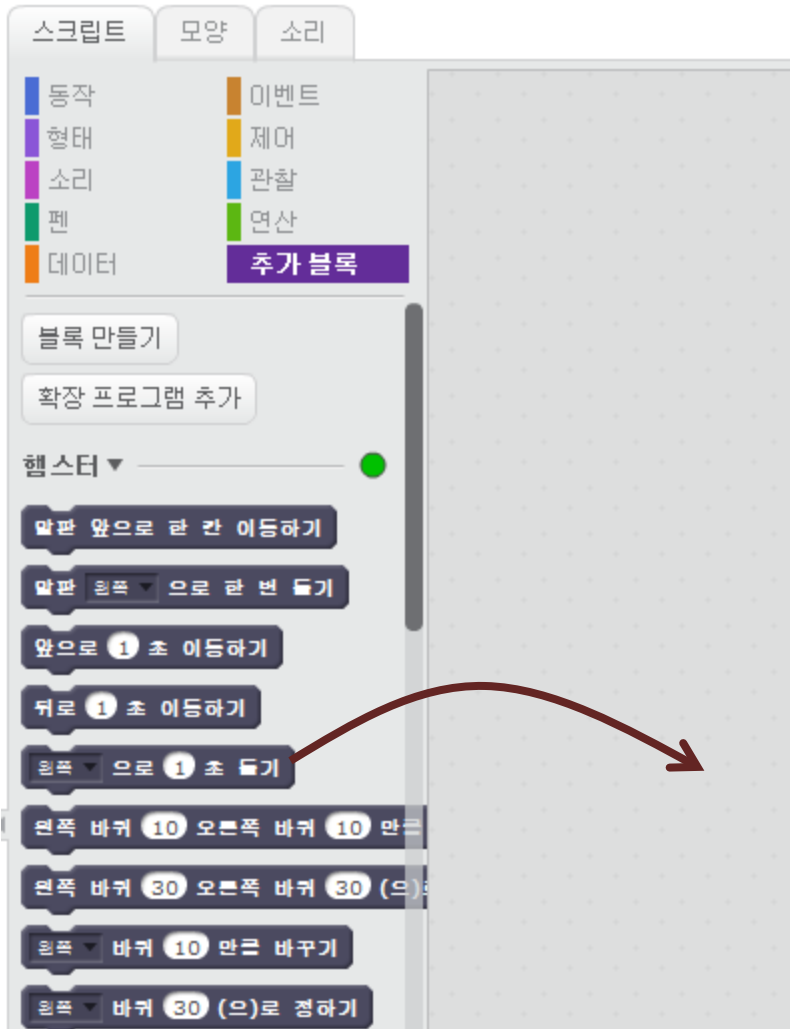 스크립트 모양 소리
동작 이벤트
형태 제어
소리 관찰
펜 연산
데이터 추가 블록
블록 만들기
확장 프로그램 추가
햄스터
말판 앞으로 한 칸 이동하기
말판 왼쪽 으로 한 번 돌기
앞으로 1 초 이동하기
뒤로 1 초 이동하기
왼쪽 으로 1 초 돌기
왼쪽 바퀴 10 오른쪽 바퀴 10 만큼
왼쪽 바퀴 30 오른쪽 바퀴 30 (으)로
왼쪽 바퀴 10 만큼 바꾸기
왼쪽 바퀴 30 (으)로 정하기